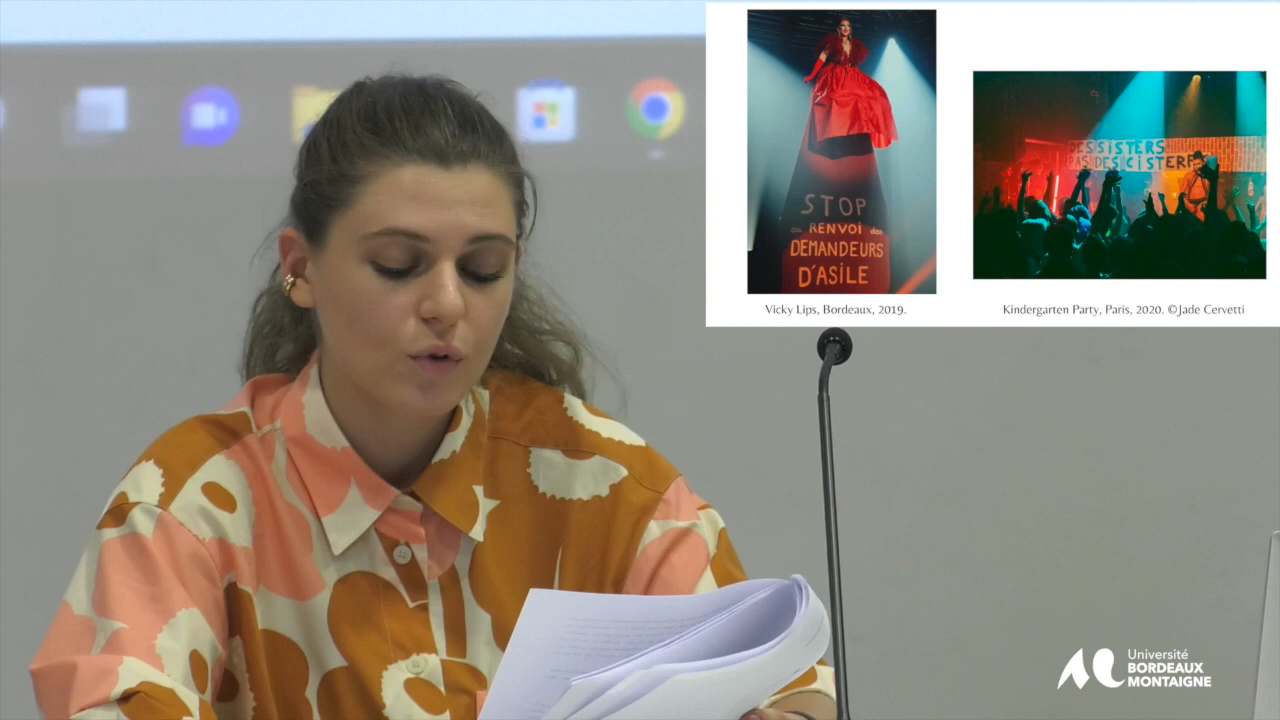 STOP
au RENVOI des
DEMANDEURS
D'ASILE
DES SISTERS
PAS DES CISTERF
Vicky Lips, Bordeaux, 2019.
Kindergarten Party, Paris, 2020. ©Jade Cervetti
Université
BORDEAUX
MONTAIGNE